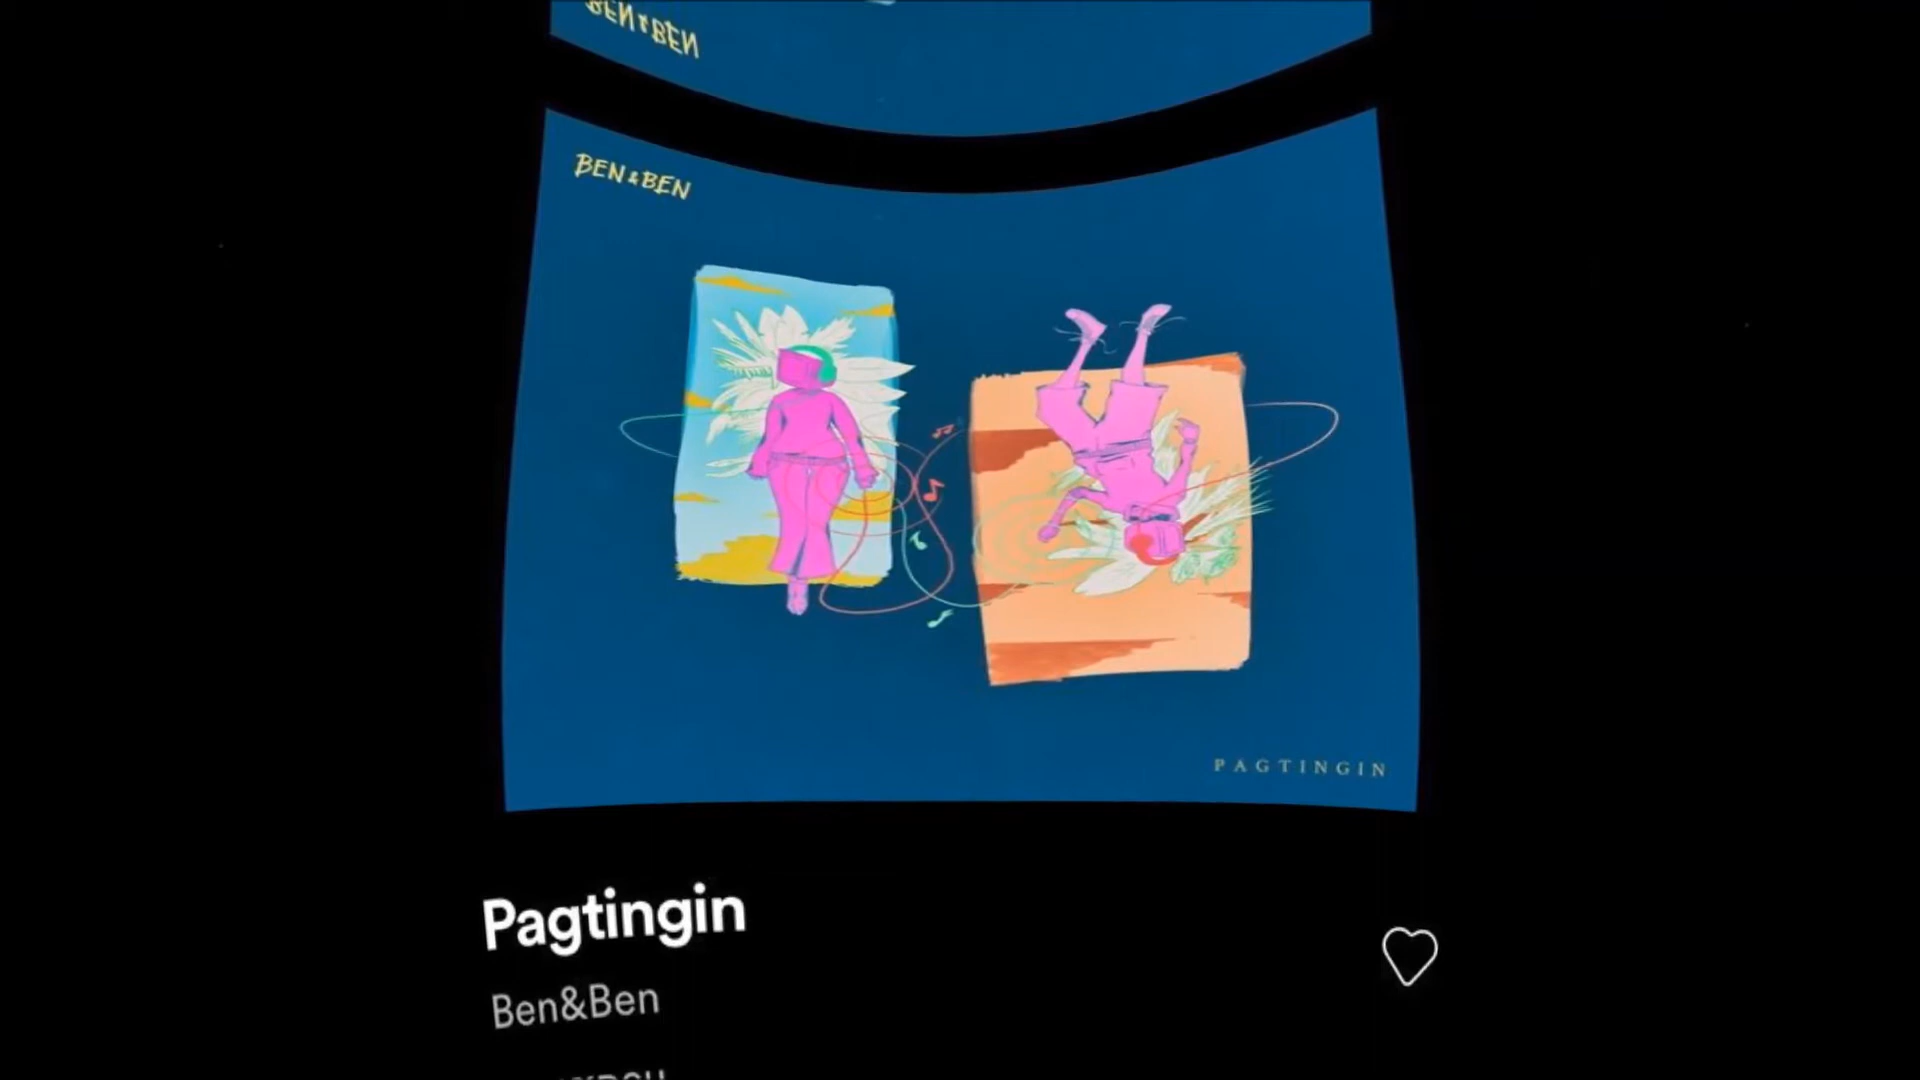 BEN & BEN
BEN & BEN
PAGTINGIN
Pagtingin
Ben&Ben